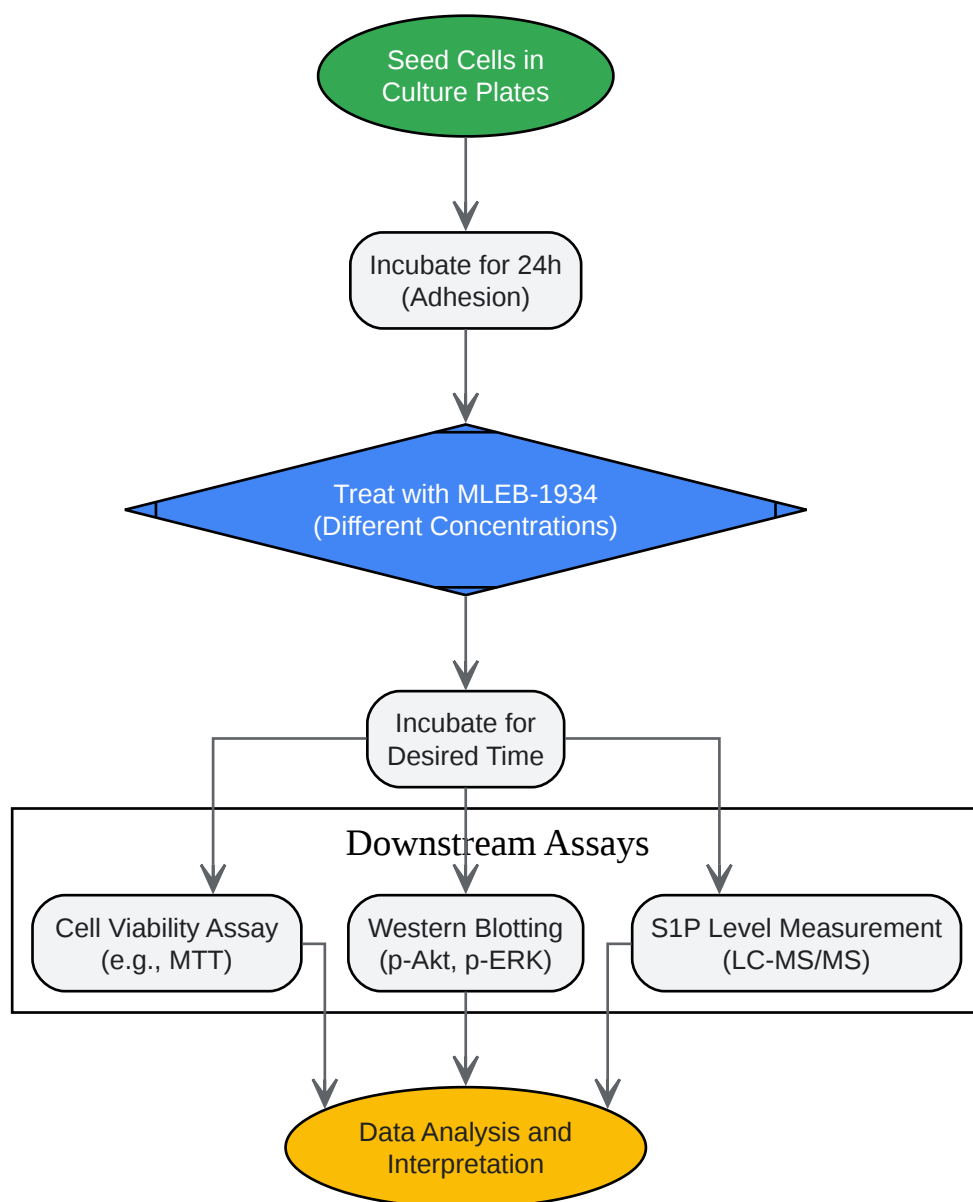 Seed Cells in
Culture Plates
Incubate for 24h
(Adhesion)
Treat with MLEB-1934
(Different Concentrations)
Incubate for
Desired Time
Downstream Assays
Cell Viability Assay
(e.g., MTT)
Western Blotting
(p-Akt, p-ERK)
S1P Level Measurement
(LC-MS/MS)
Data Analysis and
Interpretation